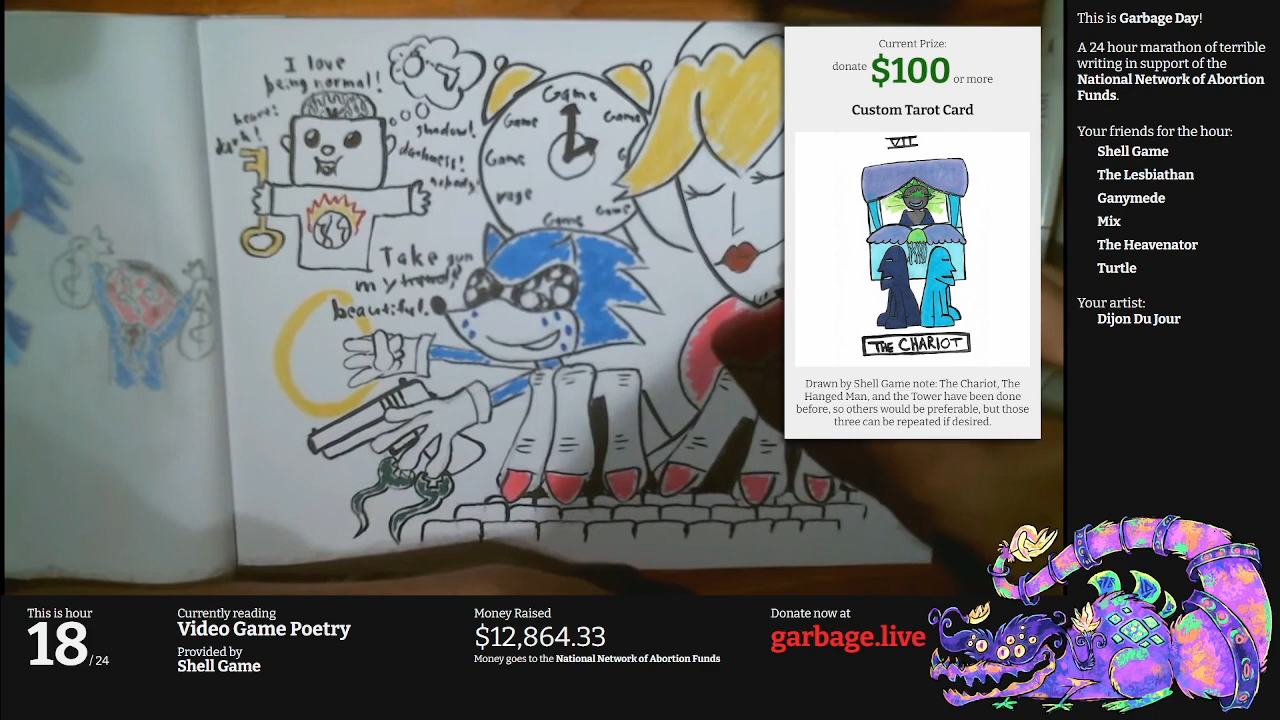 I love
being normal!
heart:
dark!
shadow!
darkness!
nobody!
Game
Game
Game
Game
Game
Game
Take gun
my friend!
beautiful.
Current Prize:
donate $100 or more
Custom Tarot Card
VII
THE CHARIOT
Drawn by Shell Game note: The Chariot, The
Hanged Man, and the Tower have been done
before, so others would be preferable, but those
three can be repeated if desired.
This is Garbage Day!
A 24 hour marathon of terrible
writing in support of the
National Network of Abortion
Funds.
Your friends for the hour:
Shell Game
The Lesbiathan
Ganymede
Mix
The Heavenator
Turtle
Your artist:
Dijon Du Jour
This is hour
18 / 24
Currently reading
Video Game Poetry
Provided by
Shell Game
Money Raised
$12,864.33
Money goes to the National Network of Abortion Funds
Donate now at
garbage.live